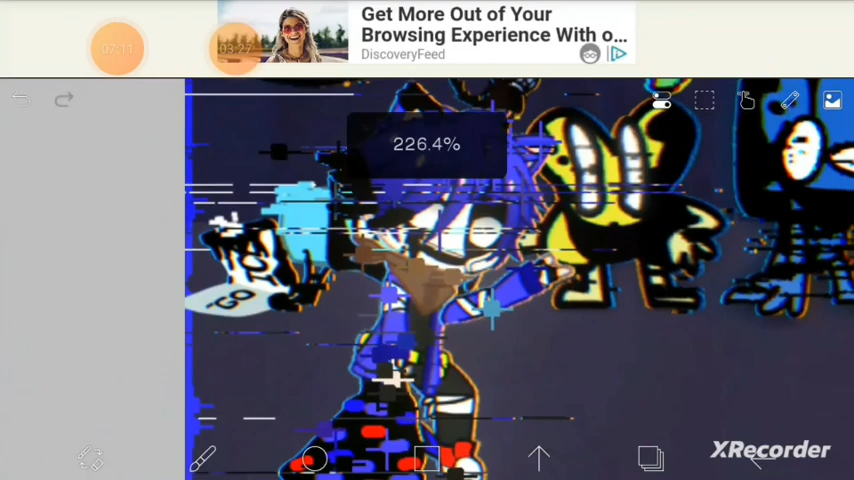 Get More Out of Your
Browsing Experience With o...
DiscoveryFeed
07:11
03:27
226.4%
GO
XRecorder